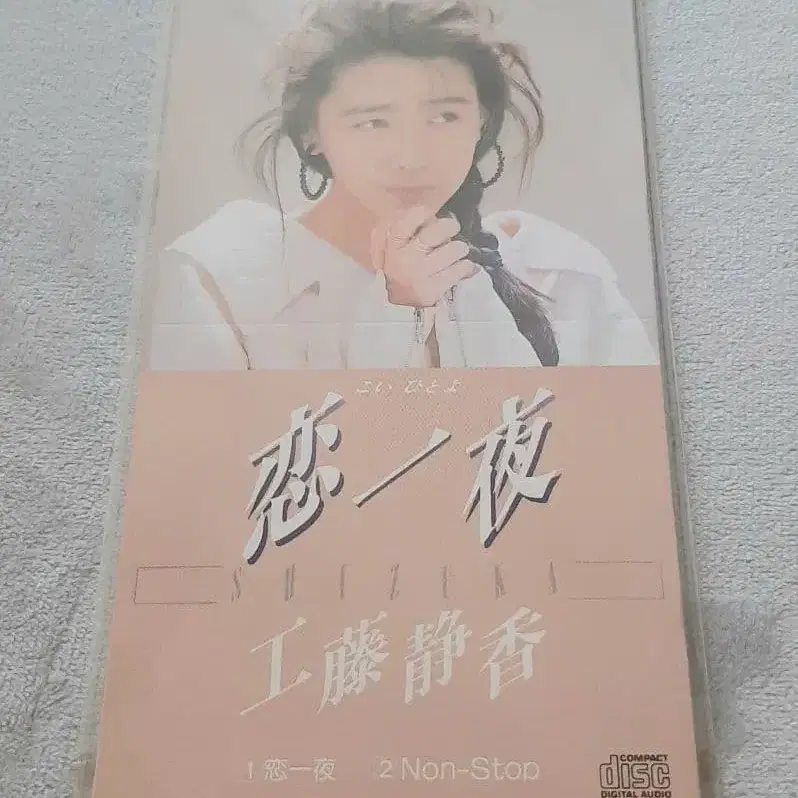 こい ひとよ
恋一夜
SHIZUKA
工藤静香
1 恋一夜 2 Non-Stop
COMPACT
disc
DIGITAL AUDIO